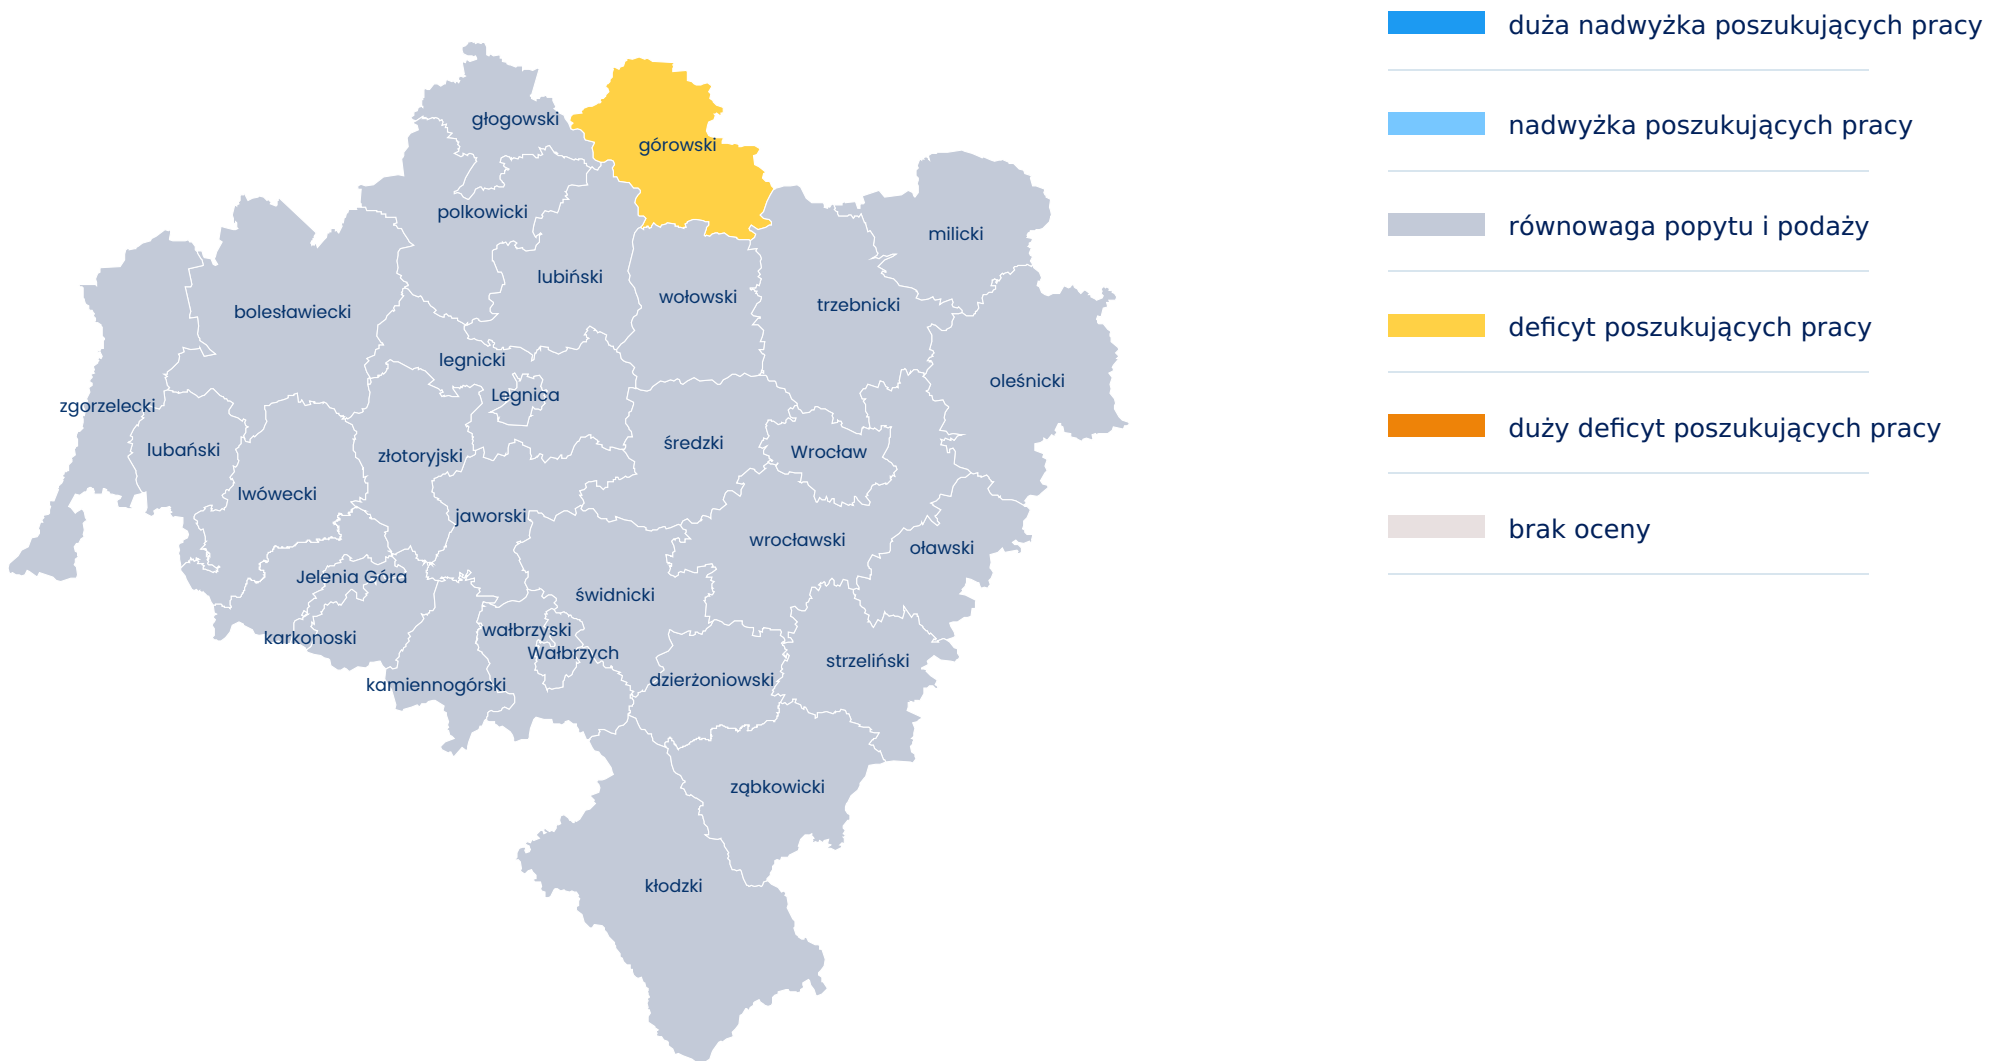 głogowski
górowski
polkowicki
milicki
lubiński
wołowski
trzebnicki
bolesławiecki
legnicki
oleśnicki
Legnica
zgorzelecki
lubański
złotoryjski
średzki
Wrocław
lwówecki
jaworski
wrocławski
oławski
Jelenia Góra
świdnicki
karkonoski
wałbrzyski
Wałbrzych
strzeliński
kamiennogórski
dzierżoniowski
ząbkowicki
kłodzki
duża nadwyżka poszukujących pracy
nadwyżka poszukujących pracy
równowaga popytu i podaży
deficyt poszukujących pracy
duży deficyt poszukujących pracy
brak oceny